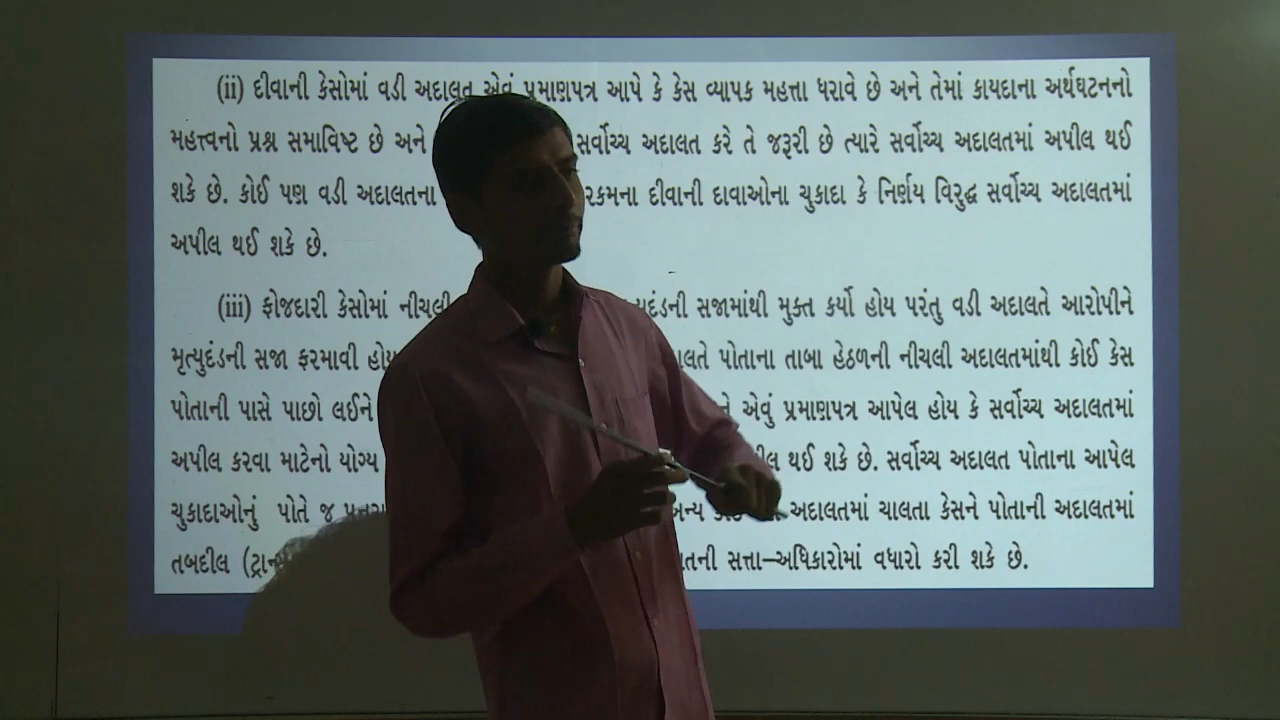 (ii) દીવાની કેસોમાં વડી અદાલત એવું પ્રમાણપત્ર આપે કે કેસ વ્યાપક મહત્તા ધરાવે છે અને તેમાં કાયદાના અર્થઘટનનો
મહત્ત્વનો પ્રશ્ન સમાવિષ્ટ છે અને સર્વોચ્ચ અદાલત કરે તે જરૂરી છે ત્યારે સર્વોચ્ચ અદાલતમાં અપીલ થઈ
શકે છે. કોઈ પણ વડી અદાલતના રકમના દીવાની દાવાઓના ચુકાદા કે નિર્ણય વિરુદ્ધ સર્વોચ્ચ અદાલતમાં
અપીલ થઈ શકે છે.
(iii) ફોજદારી કેસોમાં સજામાંથી મુક્ત કર્યો હોય પરંતુ વડી અદાલતે આરોપીને
મૃત્યુદંડની સજા ફરમાવી પોતાના તાબા હેઠળની નીચલી અદાલતમાંથી કોઈ કેસ
પોતાની પાસે પાછો લઈને એવું પ્રમાણપત્ર આપેલ હોય કે સર્વોચ્ચ અદાલતમાં
અપીલ કરવા માટેનો યોગ્ય થઈ શકે છે. સર્વોચ્ચ અદાલત પોતાના આપેલ
ચુકાદાઓનું પોતે જ અદાલતમાં ચાલતા કેસને પોતાની અદાલતમાં
તબદીલ સત્તા–અધિકારોમાં વધારો કરી શકે છે.